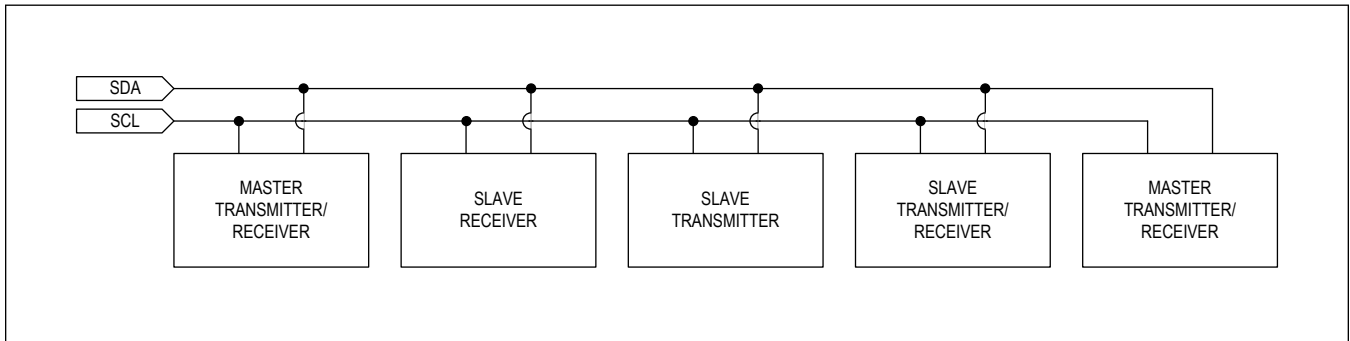 SDA
SCL
MASTER
TRANSMITTER/
RECEIVER
SLAVE
RECEIVER
SLAVE
TRANSMITTER
SLAVE
TRANSMITTER/
RECEIVER
MASTER
TRANSMITTER/
RECEIVER